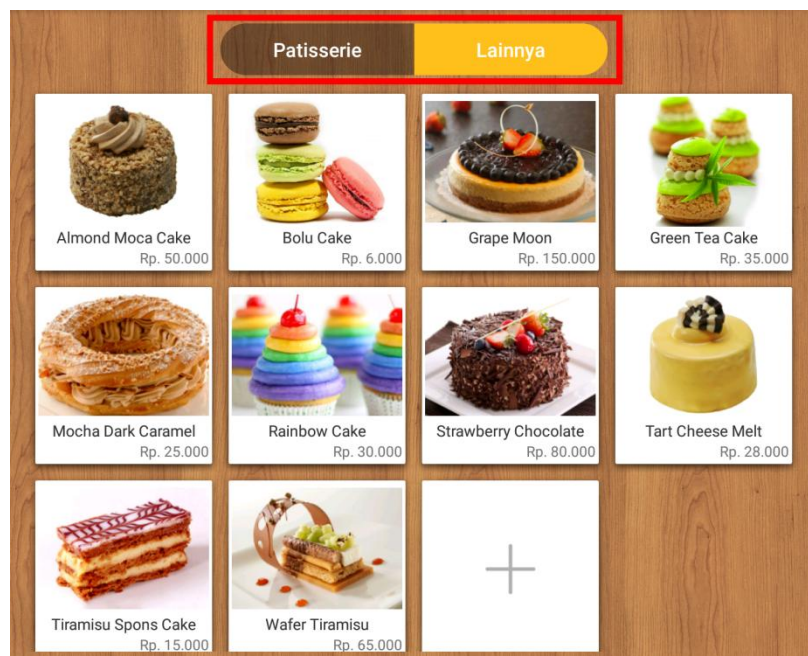 Patisserie Lainnya
Almond Moca Cake
Rp. 50.000
Bolu Cake
Rp. 6.000
Grape Moon
Rp. 150.000
Green Tea Cake
Rp. 35.000
Mocha Dark Caramel
Rp. 25.000
Rainbow Cake
Rp. 30.000
Strawberry Chocolate
Rp. 80.000
Tart Cheese Melt
Rp. 28.000
Tiramisu Spons Cake
Rp. 15.000
Wafer Tiramisu
Rp. 65.000